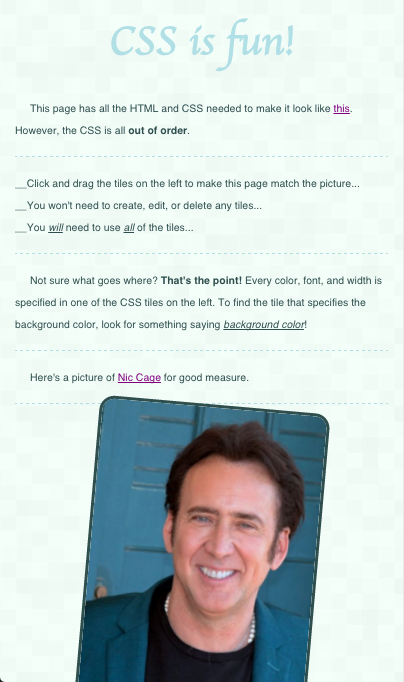 CSS is fun!
This page has all the HTML and CSS needed to make it look like this.
However, the CSS is all out of order.
__Click and drag the tiles on the left to make this page match the picture...
__You won't need to create, edit, or delete any tiles...
__You will need to use all of the tiles...
Not sure what goes where? That's the point! Every color, font, and width is
specified in one of the CSS tiles on the left. To find the tile that specifies the
background color, look for something saying background color!
Here's a picture of Nic Cage for good measure.